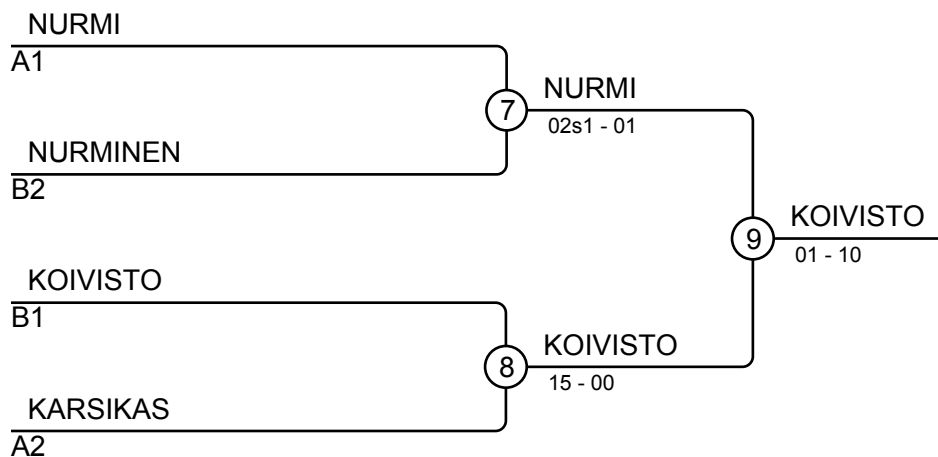 NURMI
A1
7
NURMI
02s1 - 01
NURMINEN
B2
9
KOIVISTO
01 - 10
KOIVISTO
B1
8
KOIVISTO
15 - 00
KARSIKAS
A2